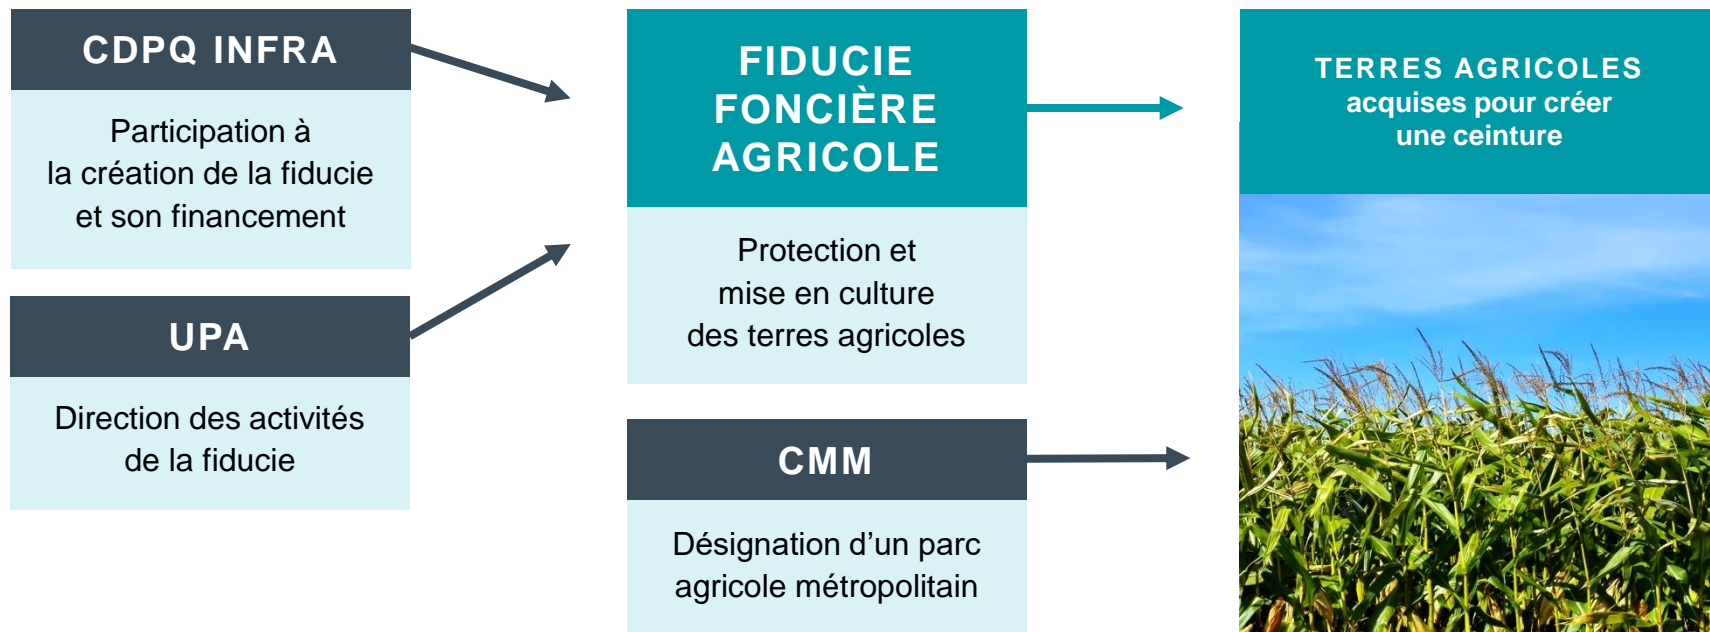 CDPQ INFRA
Participation à
la création de la fiducie
et son financement
UPA
Direction des activités
de la fiducie
FIDUCIE
FONCIÈRE
AGRICOLE
Protection et
mise en culture
des terres agricoles
CMM
Désignation d’un parc
agricole métropolitain
TERRES AGRICOLES
acquises pour créer
une ceinture